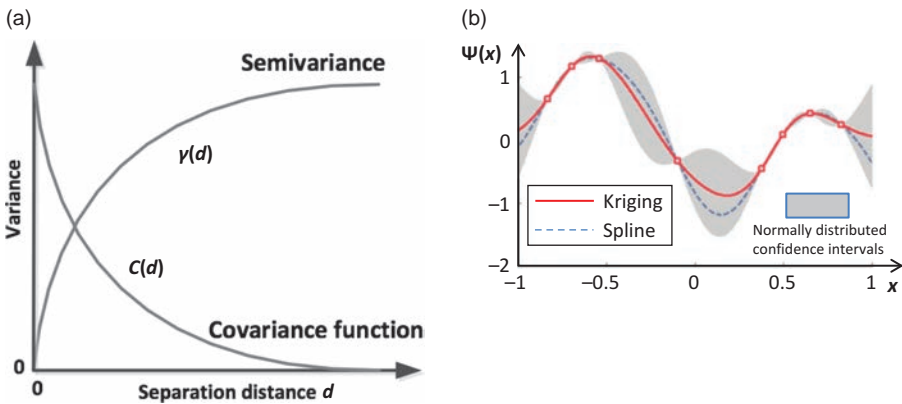 (a)
Variance
Semivariance
γ(d)
C(d)
Covariance function
0
0
Separation distance d
(b)
Ψ(x)
1
0
−1
−2
Kriging
Spline
Normally distributed
confidence intervals
−1
−0.5
0
0.5
1
x